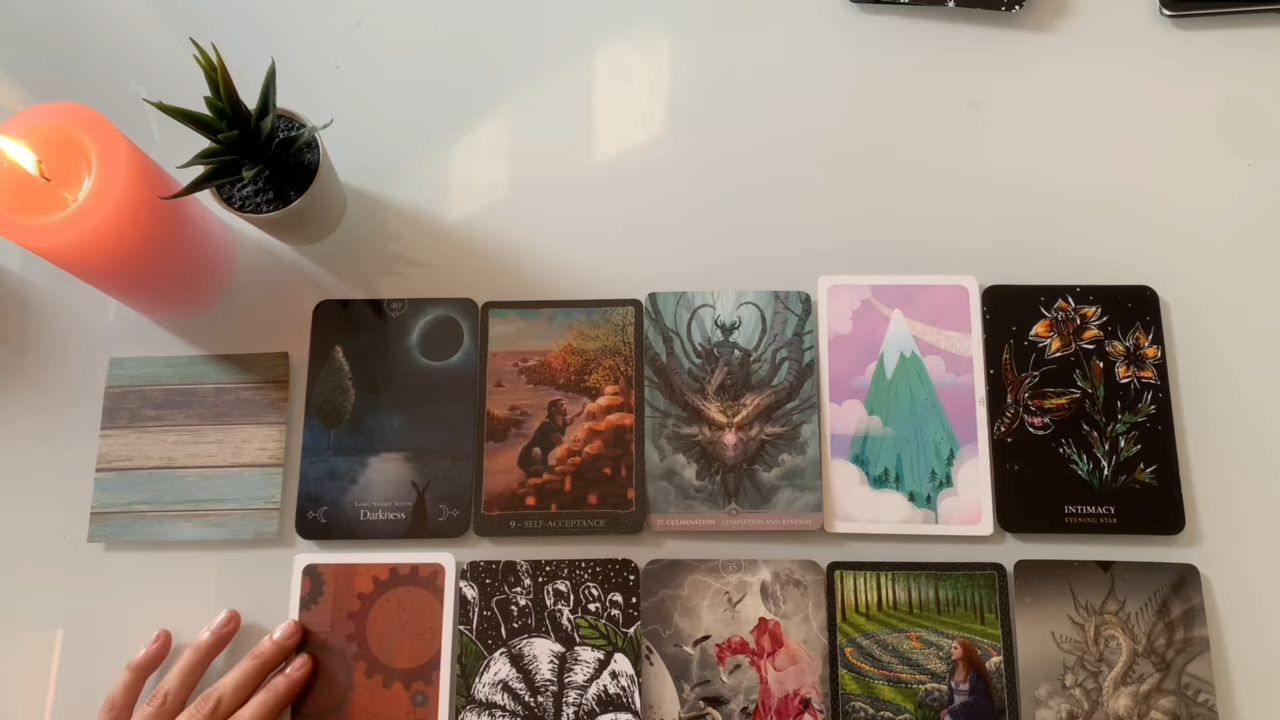 40
LONG NIGHT MOON
Darkness
9 - SELF-ACCEPTANCE
21. CULMINATION - COMPLETION AND RENEWAL
INTIMACY
EVENING STAR
35